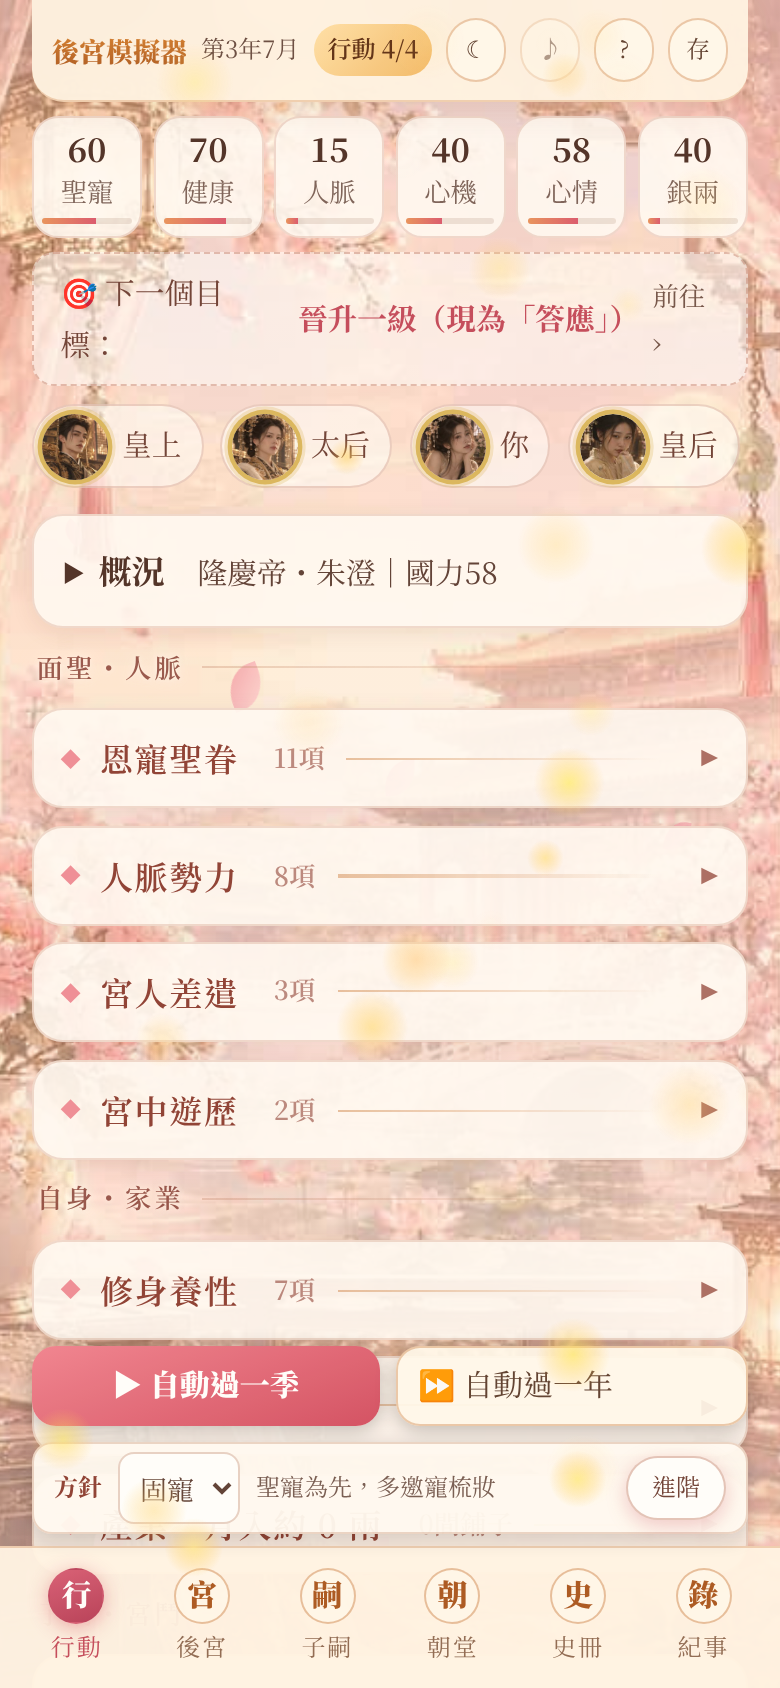 後宮模擬器 第3年7月 行動 4/4 ☾ ♪ ? 存
60 70 15 40 58 40
聖寵 健康 人脈 心機 心情 銀兩
🎯 下一個目標： 晉升一級（現為「答應」） 前往 ›
皇上 太后 你 皇后
▶ 概況 隆慶帝・朱澄｜國力58
面聖・人脈
恩寵聖眷 11項 ▶
人脈勢力 8項 ▶
宮人差遣 3項 ▶
宮中遊歷 2項 ▶
自身・家業
修身養性 7項 ▶
▶ 自動過一季 ⏩ 自動過一年
方針 固寵 聖寵為先，多邀寵梳妝 進階
行 宮 嗣 朝 史 錄
行動 後宮 子嗣 朝堂 史冊 紀事